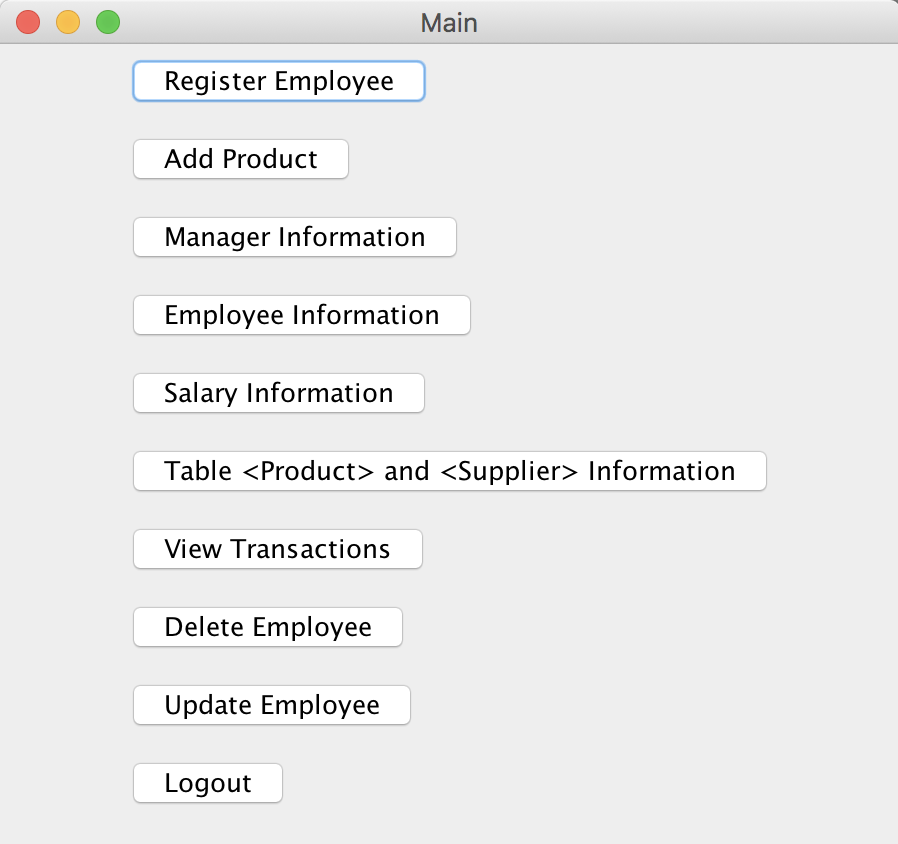 Main
Register Employee
Add Product
Manager Information
Employee Information
Salary Information
Table <Product> and <Supplier> Information
View Transactions
Delete Employee
Update Employee
Logout